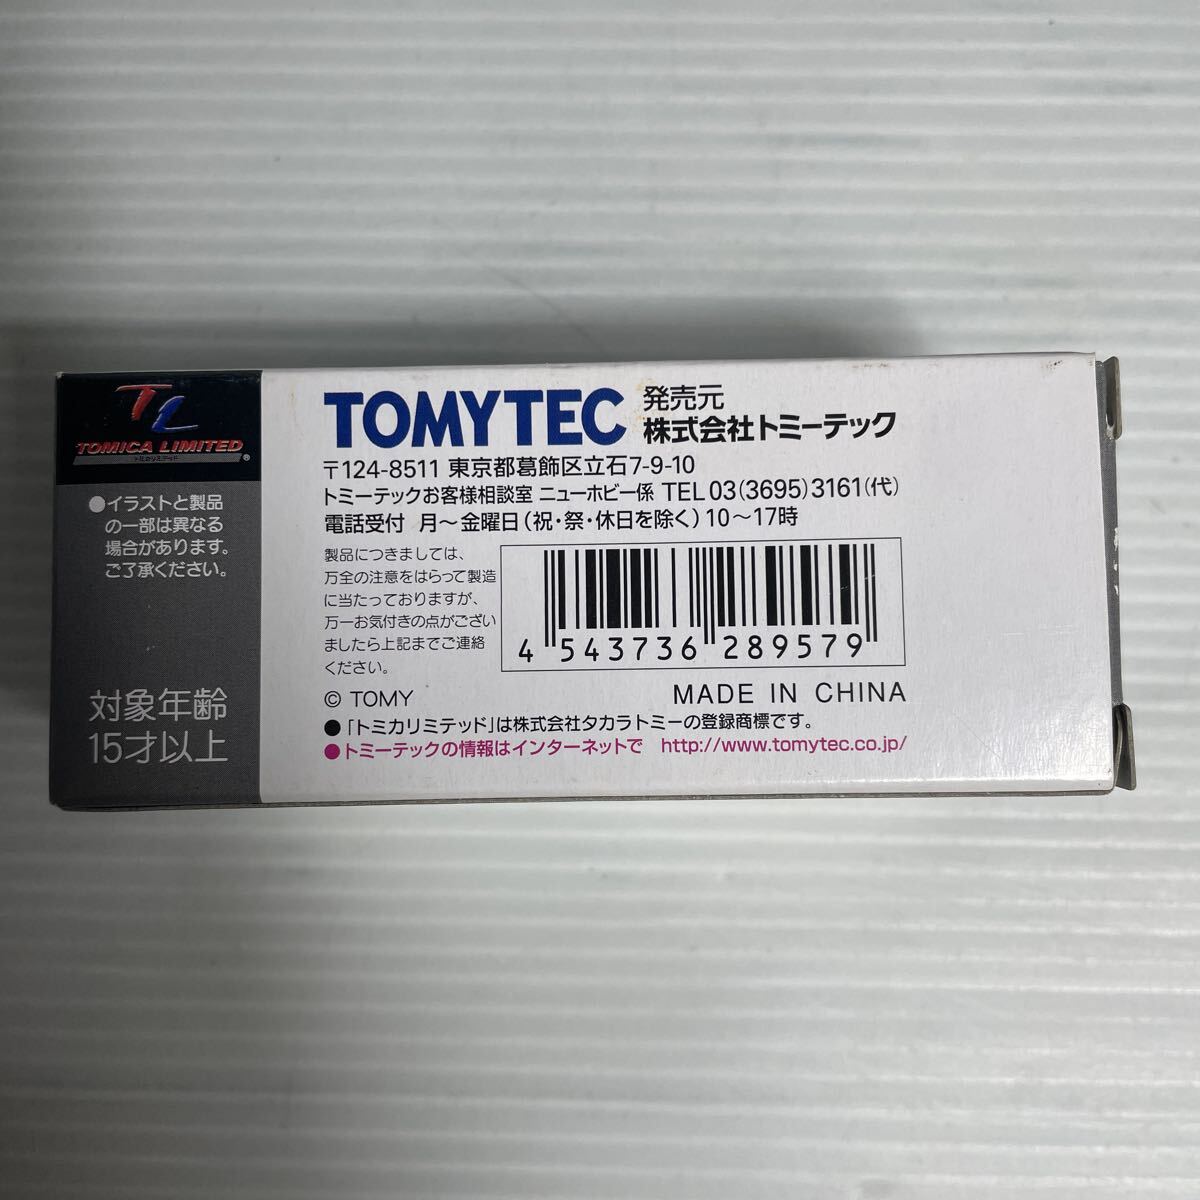 TL
TOMICA LIMITED
トミカリミテッド ®
●イラストと製品
の一部は異なる
場合があります。
ご了承ください。
対象年齢
15才以上
TOMYTEC
発売元
株式会社トミーテック
〒124-8511 東京都葛飾区立石7-9-10
トミーテックお客様相談室 ニューホビー係 TEL 03(3695)3161(代)
電話受付 月～金曜日(祝・祭・休日を除く)10～17時
製品につきましては、
万全の注意をはらって製造
に当たっておりますが、
万一お気付きの点がござい
ましたら上記までご連絡
ください。
4 543736 289579
© TOMY
MADE IN CHINA
●「トミカリミテッド」は株式会社タカラトミーの登録商標です。
●トミーテックの情報はインターネットで http://www.tomytec.co.jp/